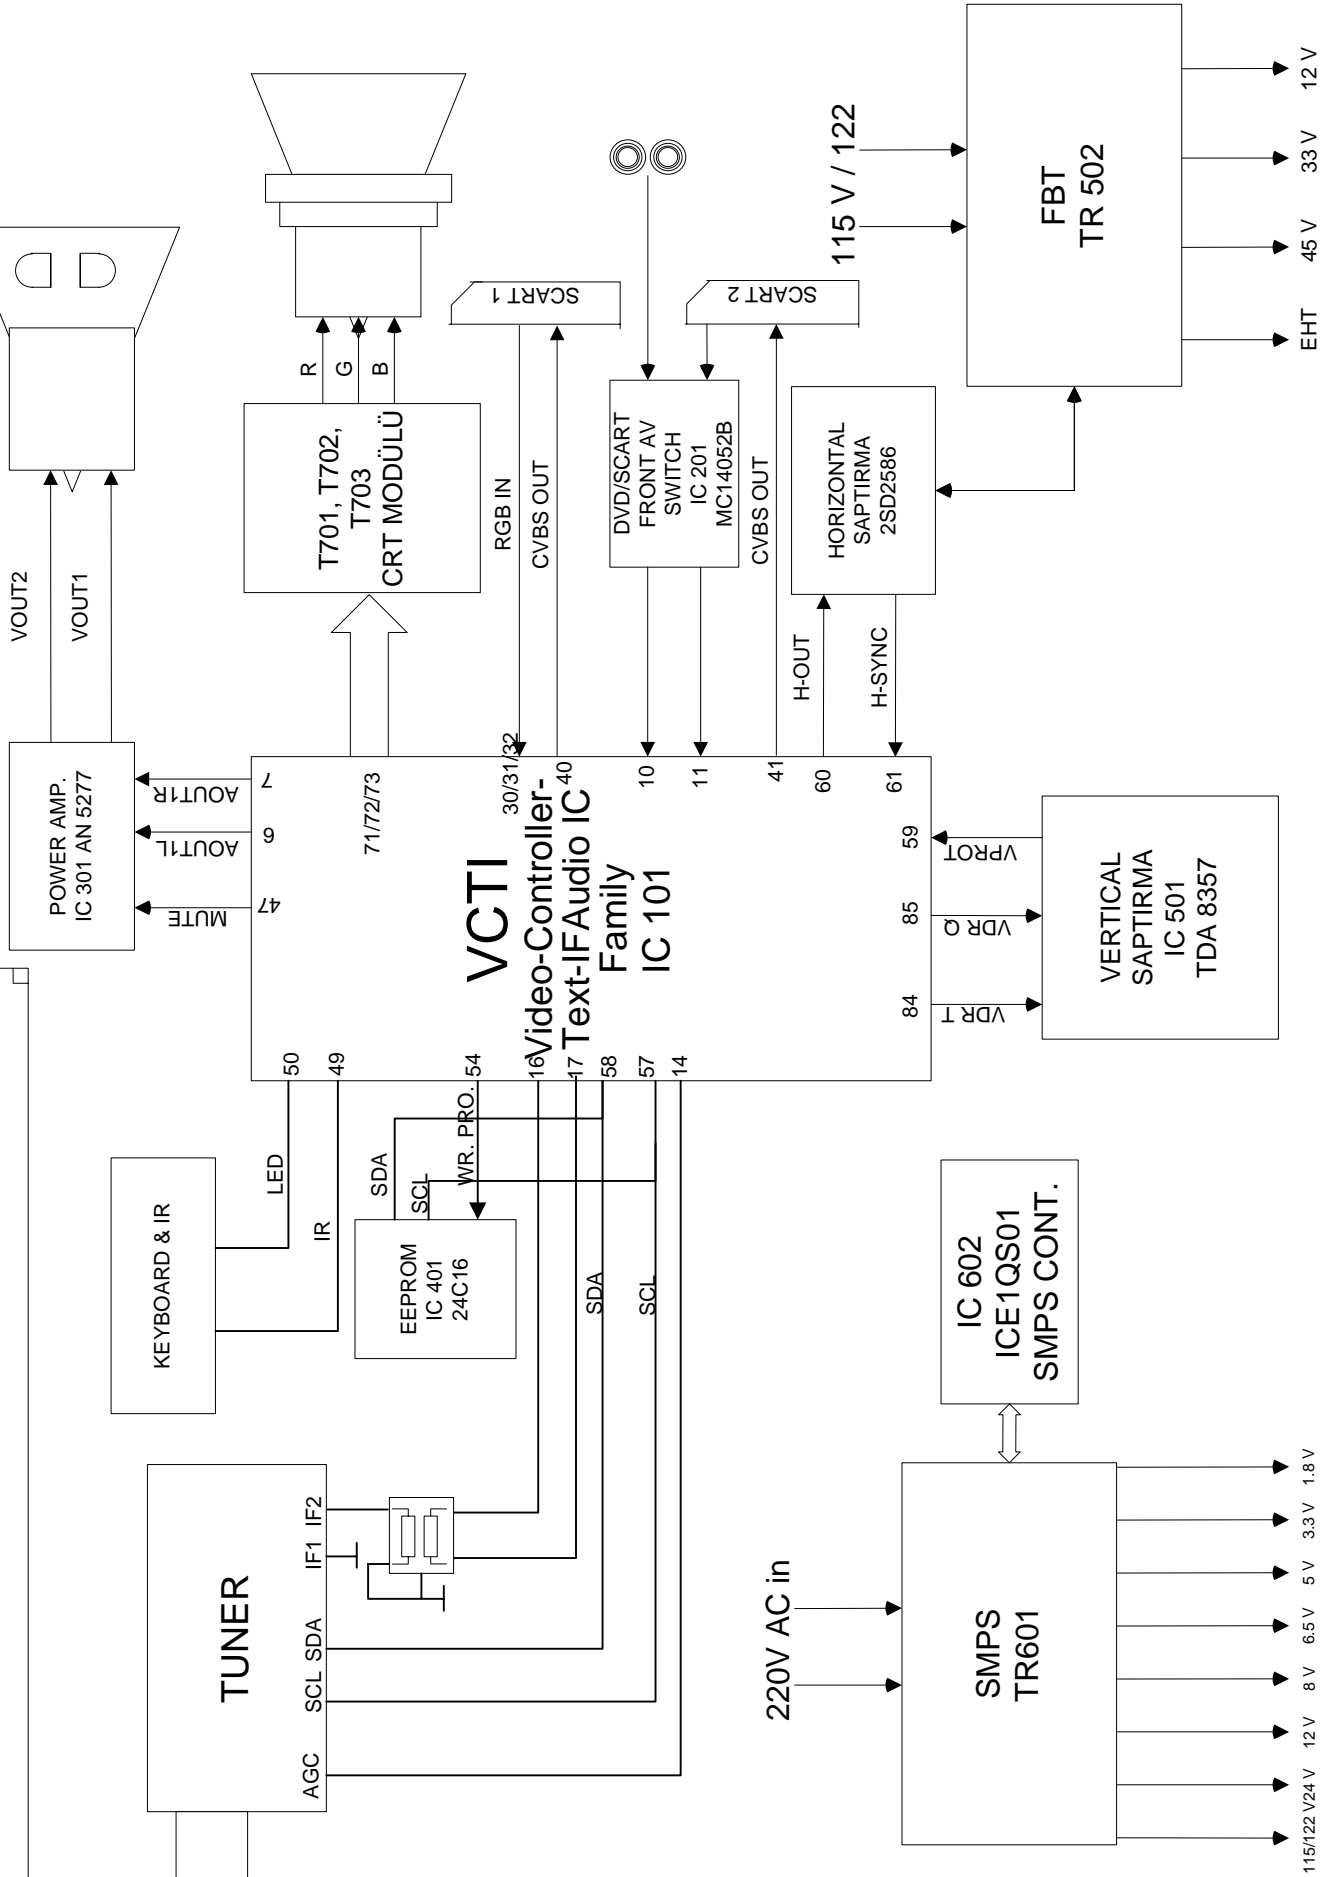 TUNER
AGC
SCL
SDA
IF1
IF2
KEYBOARD & IR
LED
IR
EEPROM
IC 401
24C16
SDA
SCL
WR. PRO.
SDA
SCL
50
49
54
16
17
58
57
14
POWER AMP.
IC 301 AN 5277
VOUT2
VOUT1
MUTE
AOUT1L
AOUT1R
47
6
7
VCTI
Video-Controller-
Text-IFAudio IC
Family
IC 101
71/72/73
30/31/32
40
10
11
41
60
61
84
85
59
T701, T702,
T703
CRT MODÜLÜ
R
G
B
RGB IN
CVBS OUT
SCART 1
DVD/SCART
FRONT AV
SWITCH
IC 201
MC14052B
CVBS OUT
SCART 2
H-OUT
H-SYNC
HORIZONTAL
SAPTIRMA
2SD2586
VDR T
VDR Q
VPROT
VERTICAL
SAPTIRMA
IC 501
TDA 8357
115 V / 122
FBT
TR 502
EHT
45 V
33 V
12 V
220V AC in
SMPS
TR601
IC 602
ICE1QS01
SMPS CONT.
115/122 V
24 V
12 V
8 V
6.5 V
5 V
3.3 V
1.8 V